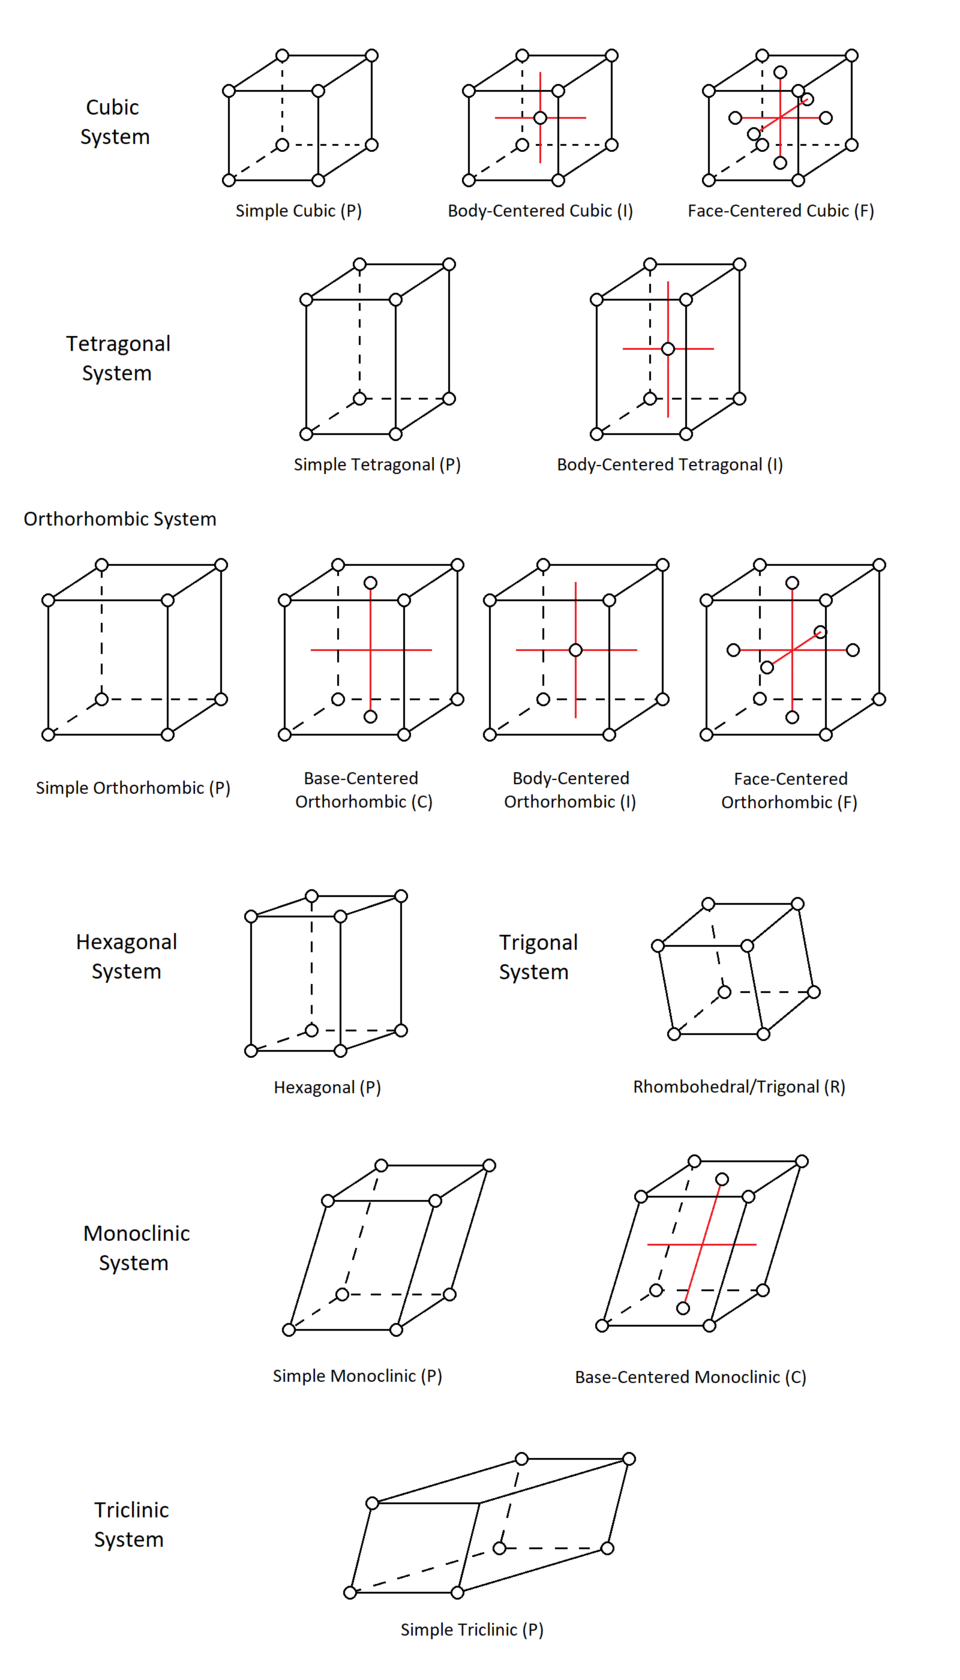 Cubic
System
Simple Cubic (P)
Body-Centered Cubic (I)
Face-Centered Cubic (F)
Tetragonal
System
Simple Tetragonal (P)
Body-Centered Tetragonal (I)
Orthorhombic System
Simple Orthorhombic (P)
Base-Centered
Orthorhombic (C)
Body-Centered
Orthorhombic (I)
Face-Centered
Orthorhombic (F)
Hexagonal
System
Hexagonal (P)
Trigonal
System
Rhombohedral/Trigonal (R)
Monoclinic
System
Simple Monoclinic (P)
Base-Centered Monoclinic (C)
Triclinic
System
Simple Triclinic (P)